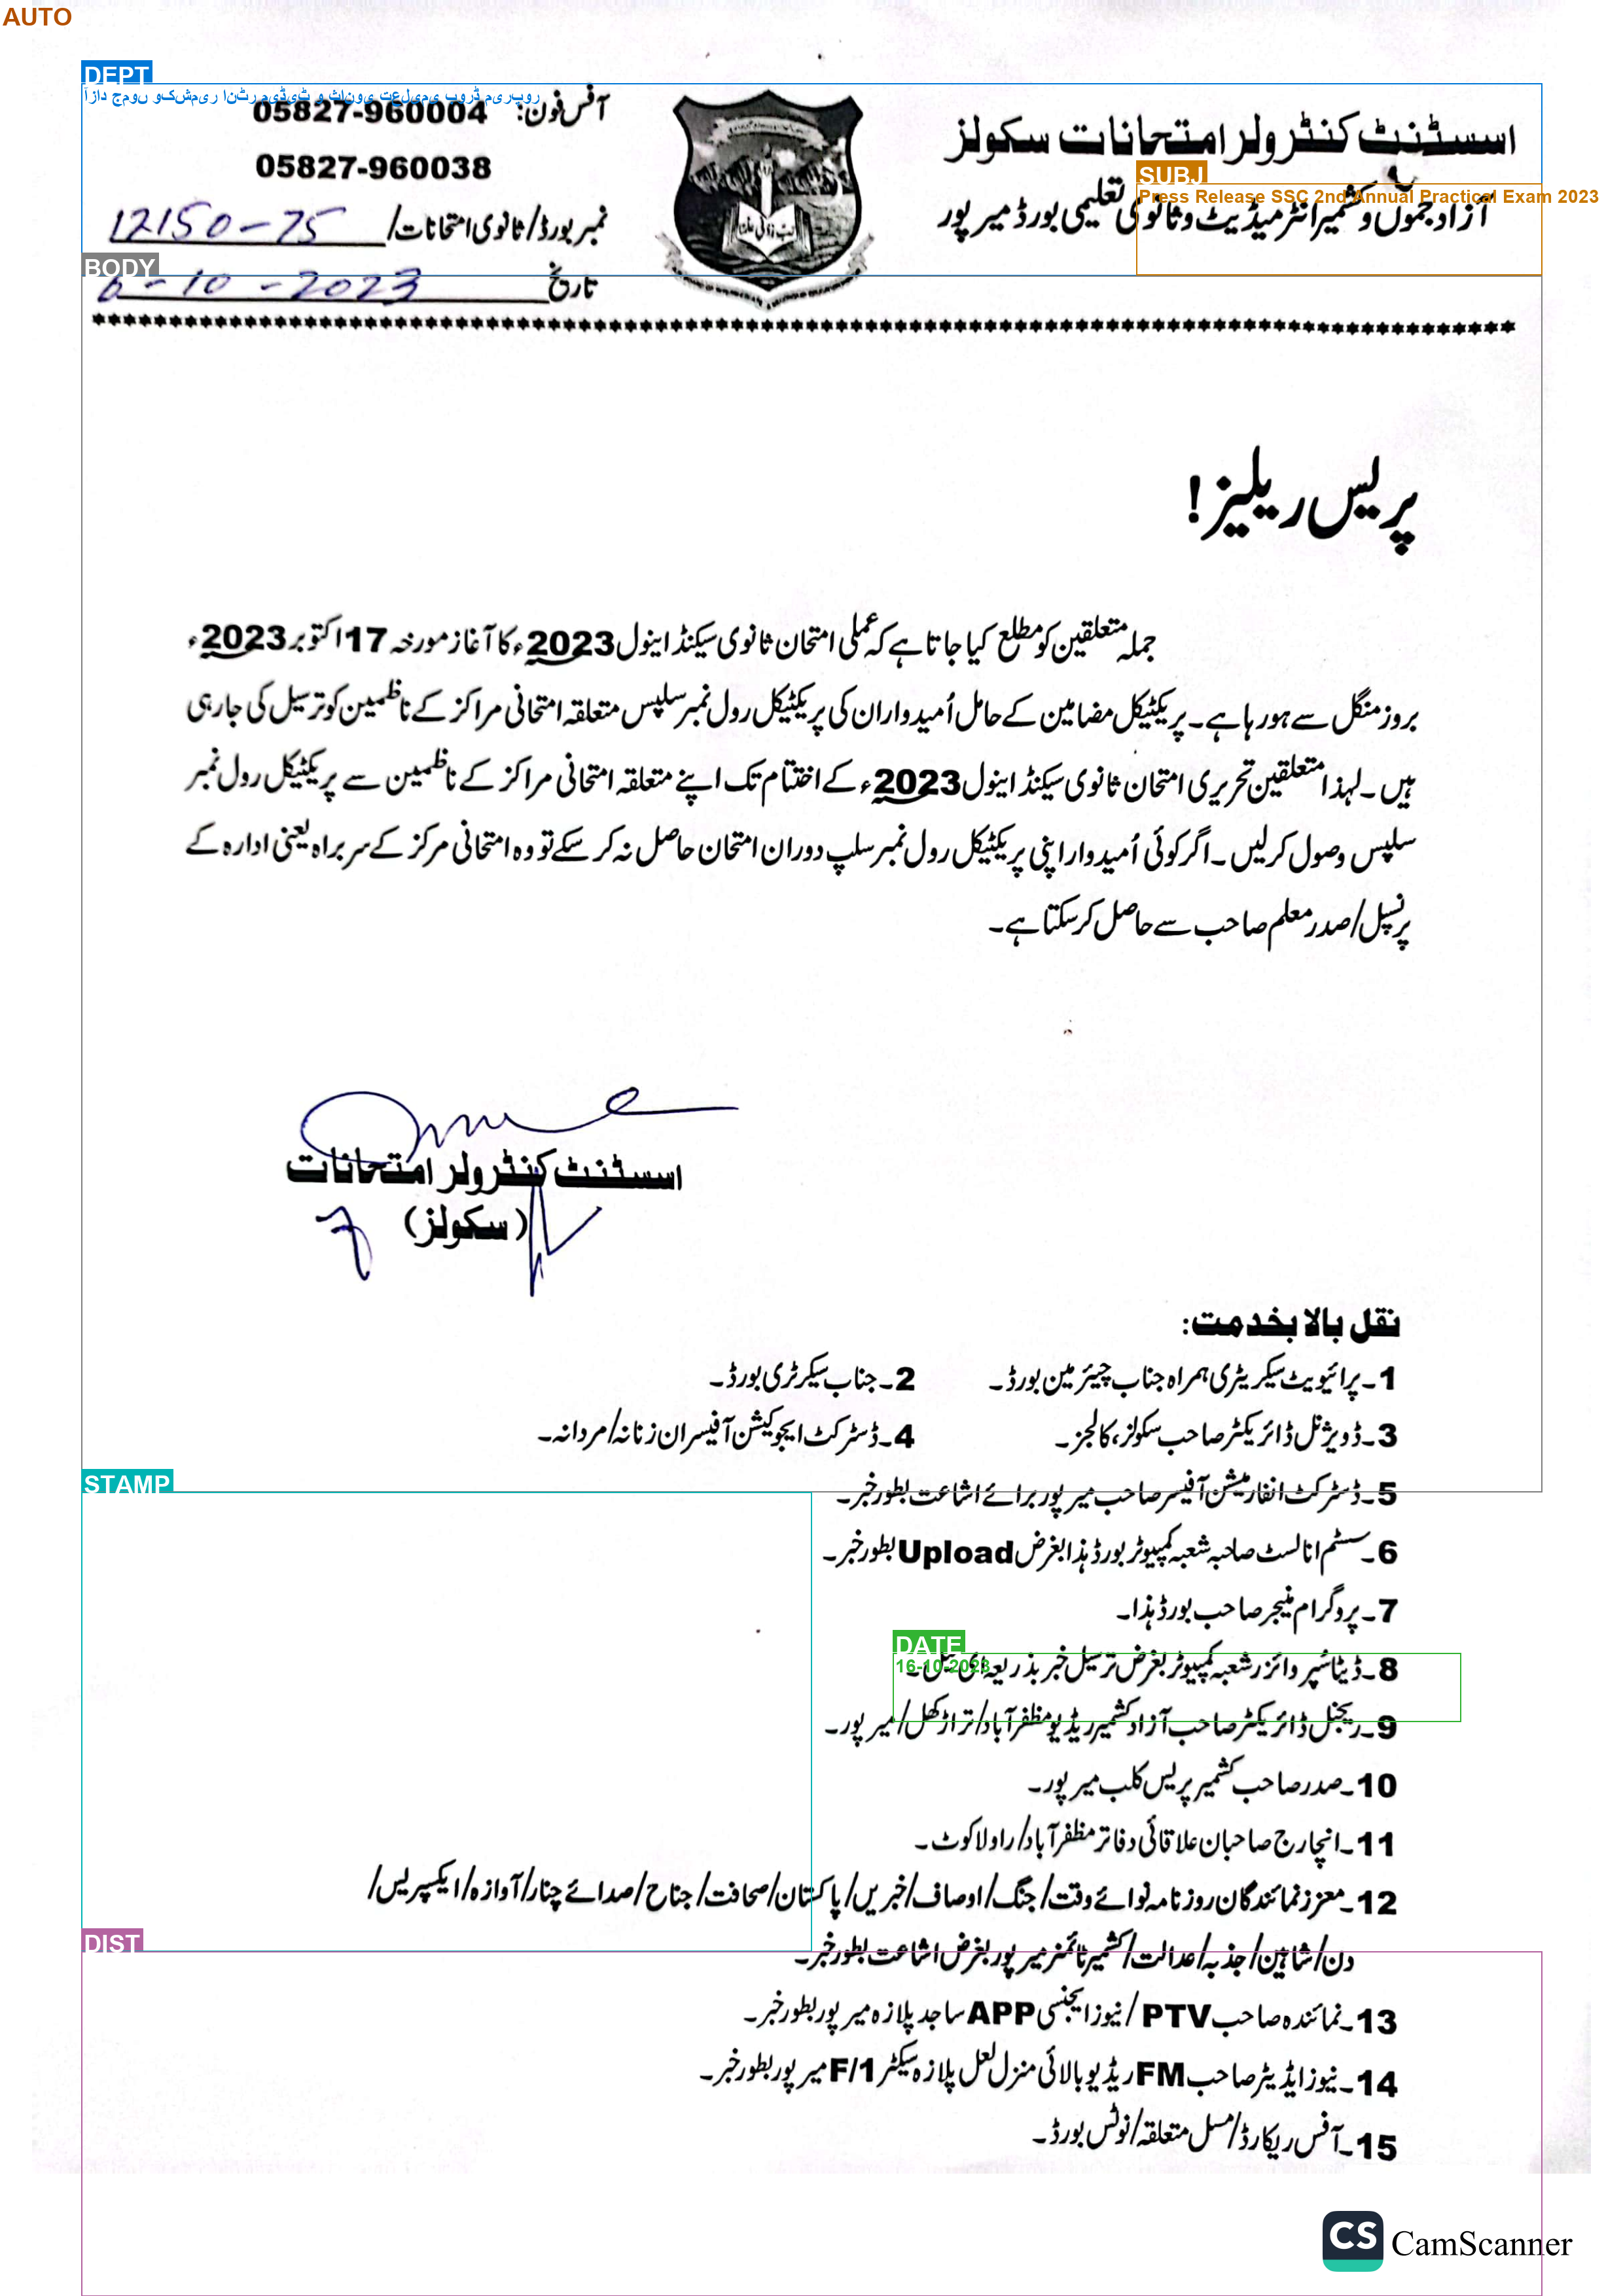 AUTO
DEPT
آزاد جموں وکشمیر انٹرمیڈیٹ و ثانوی تعلیمی بورڈ میرپور
اسسٹنٹ کنٹرولر امتحانات سکولز
SUBJ
Press Release SSC 2nd Annual Practical Exam 2023
آزاد جموں و کشمیر انٹرمیڈیٹ و ثانوی تعلیمی بورڈ میرپور
آفس فون: 05827-960004
05827-960038
نمبر بورڈ/ثانوی امتحانات/ 12150-75
BODY
تاریخ 6-10-2023
پریس ریلیز!
جملہ متعلقین کو مطلع کیا جاتا ہے کہ عملی امتحان ثانوی سیکنڈ اینول 2023ء کا آغاز مورخہ 17 اکتوبر 2023ء
بروز منگل سے ہو رہا ہے۔ پریکٹیکل مضامین کے حامل اُمیدواران کی پریکٹیکل رول نمبر سلپس متعلقہ امتحانی مراکز کے ناظمین کو ترسیل کی جا رہی
ہیں۔ لہذا متعلقین تحریری امتحان ثانوی سیکنڈ اینول 2023ء کے اختتام تک اپنے متعلقہ امتحانی مراکز کے ناظمین سے پریکٹیکل رول نمبر
سلپس وصول کر لیں۔ اگر کوئی اُمیدوار اپنی پریکٹیکل رول نمبر سلپ دوران امتحان حاصل نہ کر سکے تو وہ امتحانی مرکز کے سربراہ یعنی ادارہ کے
پرنسپل/صدر معلم صاحب سے حاصل کر سکتا ہے۔
اسسٹنٹ کنٹرولر امتحانات
(سکولز)
نقل بالا بخدمت:
1۔ پرائیویٹ سیکریٹری ہمراہ جناب چیئرمین بورڈ۔ 2۔ جناب سیکرٹری بورڈ۔
3۔ ڈویژنل ڈائریکٹر صاحب سکولز، کالجز۔ 4۔ ڈسٹرکٹ ایجوکیشن آفیسران زنانہ/مردانہ۔
STAMP
5۔ ڈسٹرکٹ انفارمیشن آفیسر صاحب میرپور برائے اشاعت بطور خبر۔
6۔ سسٹم انالسٹ صاحبہ شعبہ کمپیوٹر بورڈ ہذا بغرض Upload بطور خبر۔
7۔ پروگرام منیجر صاحب بورڈ ہذا۔
DATE
16-10-2023
8۔ ڈیٹا سُپروائزر شعبہ کمپیوٹر بغرض ترسیل خبر بذریعہ ای میل۔
9۔ ریجنل ڈائریکٹر صاحب آزاد کشمیر ریڈیو مظفرآباد/تراڑکھل/میرپور۔
10۔ صدر صاحب کشمیر پریس کلب میرپور۔
11۔ انچارج صاحبان علاقائی دفاتر مظفرآباد/راولاکوٹ۔
12۔ معزز نمائندگان روزنامہ نوائے وقت/جنگ/اوصاف/خبریں/پاکستان/صحافت/جناح/صدائے چنار/آوازہ/ایکسپریس/
DIST
دن/شاہین/جذبہ/عدالت/کشمیر ٹائمنز میرپور بغرض اشاعت بطور خبر۔
13۔ نمائندہ صاحب PTV/نیوز ایجنسی APP ساجد پلازہ میرپور بطور خبر۔
14۔ نیوز ایڈیٹر صاحب FM ریڈیو بالائی منزل لعل پلازہ سیکٹر F/1 میرپور بطور خبر۔
15۔ آفس ریکارڈ/مسل متعلقہ/نوٹس بورڈ۔
CS CamScanner